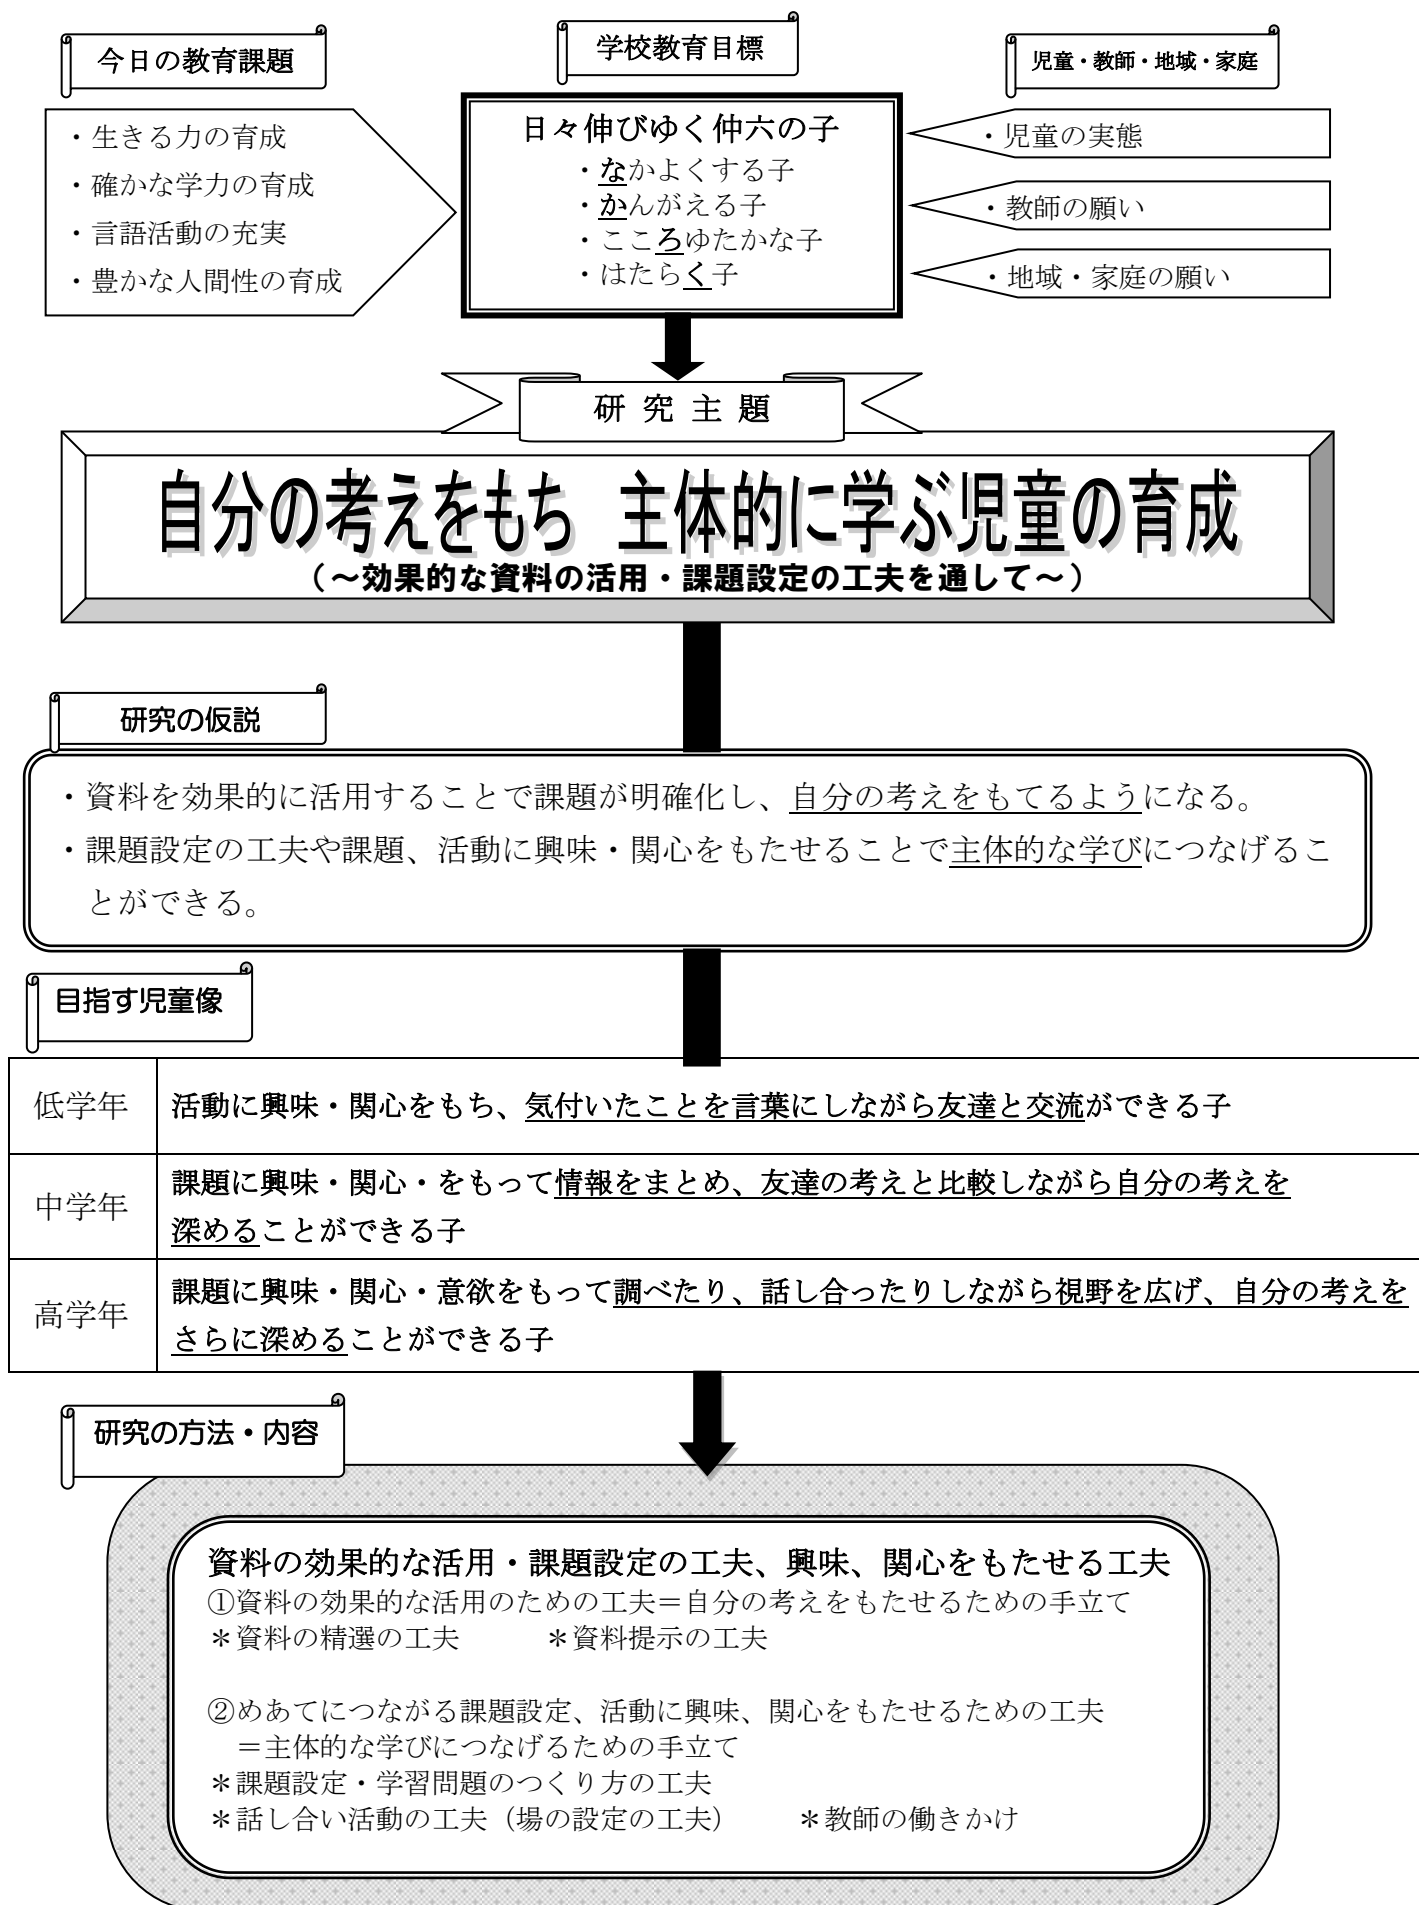 今日の教育課題
学校教育目標
児童・教師・地域・家庭
・生きる力の育成
・確かな学力の育成
・言語活動の充実
・豊かな人間性の育成
日々伸びゆく仲六の子
・なかよくする子
・かんがえる子
・こころゆたかな子
・はたらく子
・児童の実態
・教師の願い
・地域・家庭の願い
研究主題
自分の考えをもち 主体的に学ぶ児童の育成
(～効果的な資料の活用・課題設定の工夫を通して～)
研究の仮説
・資料を効果的に活用することで課題が明確化し、自分の考えをもてるようになる。
・課題設定の工夫や課題、活動に興味・関心をもたせることで主体的な学びにつなげるこ
とができる。
目指す児童像
低学年
活動に興味・関心をもち、気付いたことを言葉にしながら友達と交流ができる子
中学年
課題に興味・関心・をもって情報をまとめ、友達の考えと比較しながら自分の考えを
深めることができる子
高学年
課題に興味・関心・意欲をもって調べたり、話し合ったりしながら視野を広げ、自分の考えを
さらに深めることができる子
研究の方法・内容
資料の効果的な活用・課題設定の工夫、興味、関心をもたせる工夫
①資料の効果的な活用のための工夫＝自分の考えをもたせるための手立て
＊資料の精選の工夫 ＊資料提示の工夫
②めあてにつながる課題設定、活動に興味、関心をもたせるための工夫
＝主体的な学びにつなげるための手立て
＊課題設定・学習問題のつくり方の工夫
＊話し合い活動の工夫（場の設定の工夫） ＊教師の働きかけ